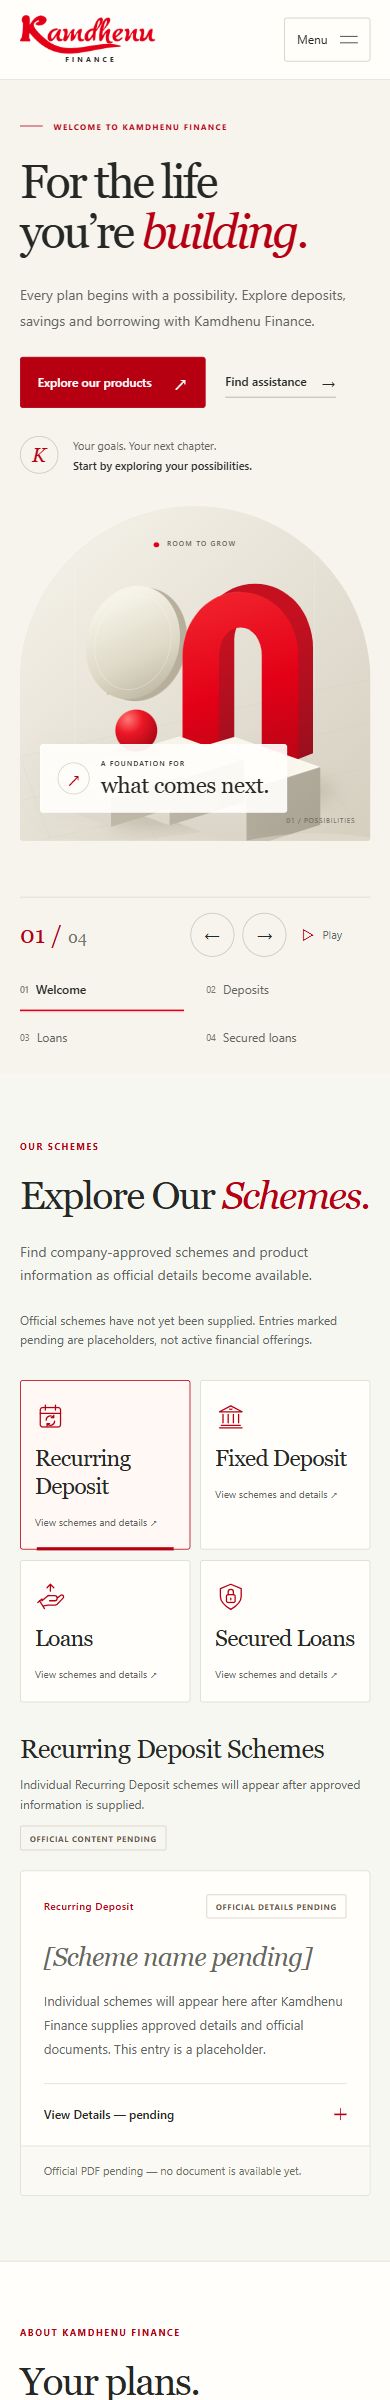 Kamdhenu
FINANCE
Menu
WELCOME TO KAMDHENU FINANCE
For the life
you’re building.
Every plan begins with a possibility. Explore deposits,
savings and borrowing with Kamdhenu Finance.
Explore our products ↗
Find assistance →
K
Your goals. Your next chapter.
Start by exploring your possibilities.
ROOM TO GROW
↗
A FOUNDATION FOR
what comes next.
01 / POSSIBILITIES
01 / 04
← → Play
01 Welcome
02 Deposits
03 Loans
04 Secured loans
OUR SCHEMES
Explore Our Schemes.
Find company-approved schemes and product
information as official details become available.
Official schemes have not yet been supplied. Entries marked
pending are placeholders, not active financial offerings.
Recurring
Deposit
View schemes and details ↗
Fixed Deposit
View schemes and details ↗
Loans
View schemes and details ↗
Secured Loans
View schemes and details ↗
Recurring Deposit Schemes
Individual Recurring Deposit schemes will appear after approved
information is supplied.
OFFICIAL CONTENT PENDING
Recurring Deposit
OFFICIAL DETAILS PENDING
[Scheme name pending]
Individual schemes will appear here after Kamdhenu
Finance supplies approved details and official
documents. This entry is a placeholder.
View Details — pending +
Official PDF pending — no document is available yet.
ABOUT KAMDHENU FINANCE
Your plans.